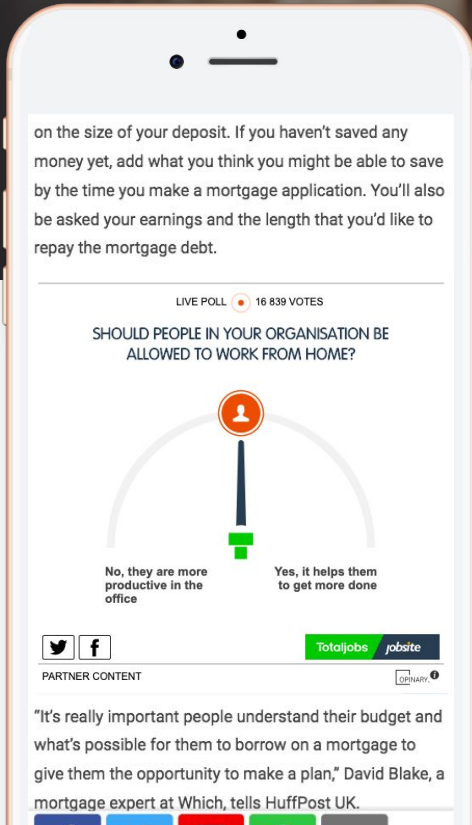 on the size of your deposit. If you haven’t saved any
money yet, add what you think you might be able to save
by the time you make a mortgage application. You’ll also
be asked your earnings and the length that you’d like to
repay the mortgage debt.
LIVE POLL 16 839 VOTES
SHOULD PEOPLE IN YOUR ORGANISATION BE
ALLOWED TO WORK FROM HOME?
No, they are more
productive in the
office
Yes, it helps them
to get more done
Totaljobs jobsite
PARTNER CONTENT
OPINARY.
“It’s really important people understand their budget and
what’s possible for them to borrow on a mortgage to
give them the opportunity to make a plan,” David Blake, a
mortgage expert at Which, tells HuffPost UK.